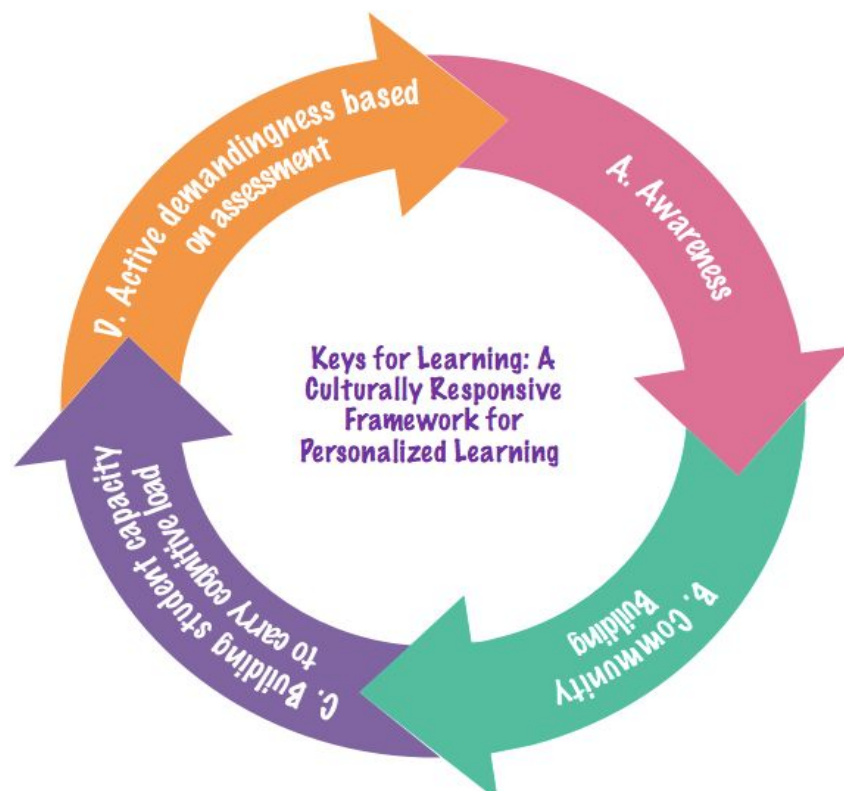 Keys for Learning: A
Culturally Responsive
Framework for
Personalized Learning
A. Awareness
B. Community
Building
C. Building student capacity
to carry cognitive load
D. Active demandingness based
on assessment